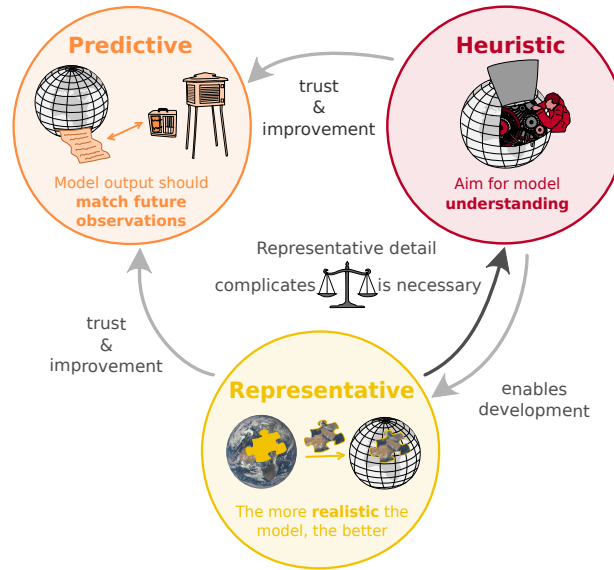 Predictive
Model output should
match future
observations
Heuristic
Aim for model
understanding
trust
&
improvement
Representative detail
complicates is necessary
trust
&
improvement
enables
development
Representative
The more realistic the
model, the better